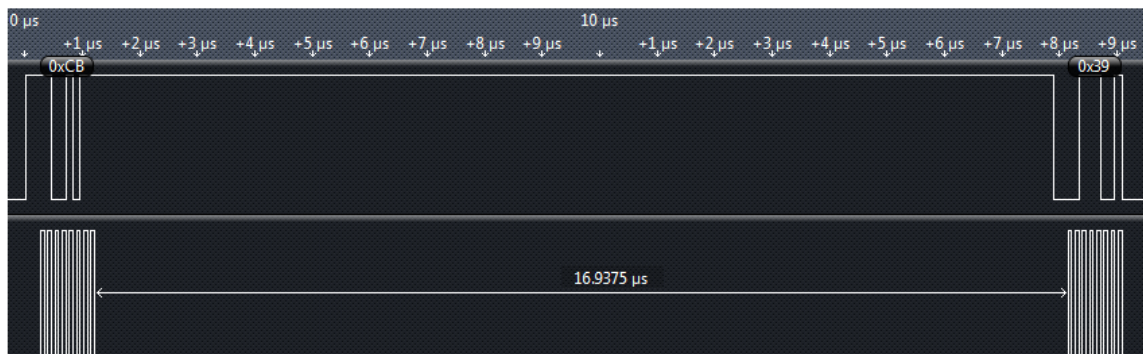 0 µs 10 µs
+1 µs +2 µs +3 µs +4 µs +5 µs +6 µs +7 µs +8 µs +9 µs +1 µs +2 µs +3 µs +4 µs +5 µs +6 µs +7 µs +8 µs +9 µs
0xCB 0x39
16.9375 µs